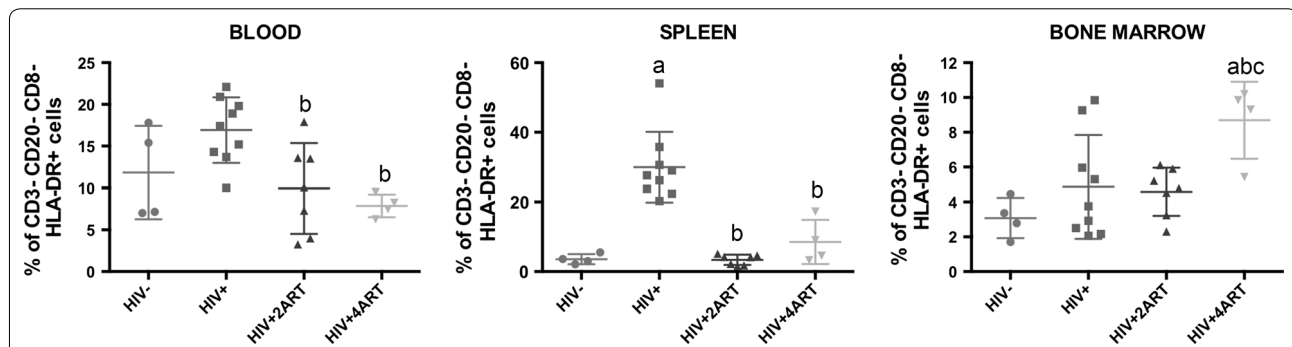 BLOOD
% of CD3- CD20- CD8-
HLA-DR+ cells
25
20
15
10
5
0
b
b
HIV-
HIV+
HIV+2ART
HIV+4ART
SPLEEN
% of CD3- CD20- CD8-
HLA-DR+ cells
60
40
20
0
a
b
b
HIV-
HIV+
HIV+2ART
HIV+4ART
BONE MARROW
% of CD3- CD20- CD8-
HLA-DR+ cells
12
10
8
6
4
2
0
abc
HIV-
HIV+
HIV+2ART
HIV+4ART